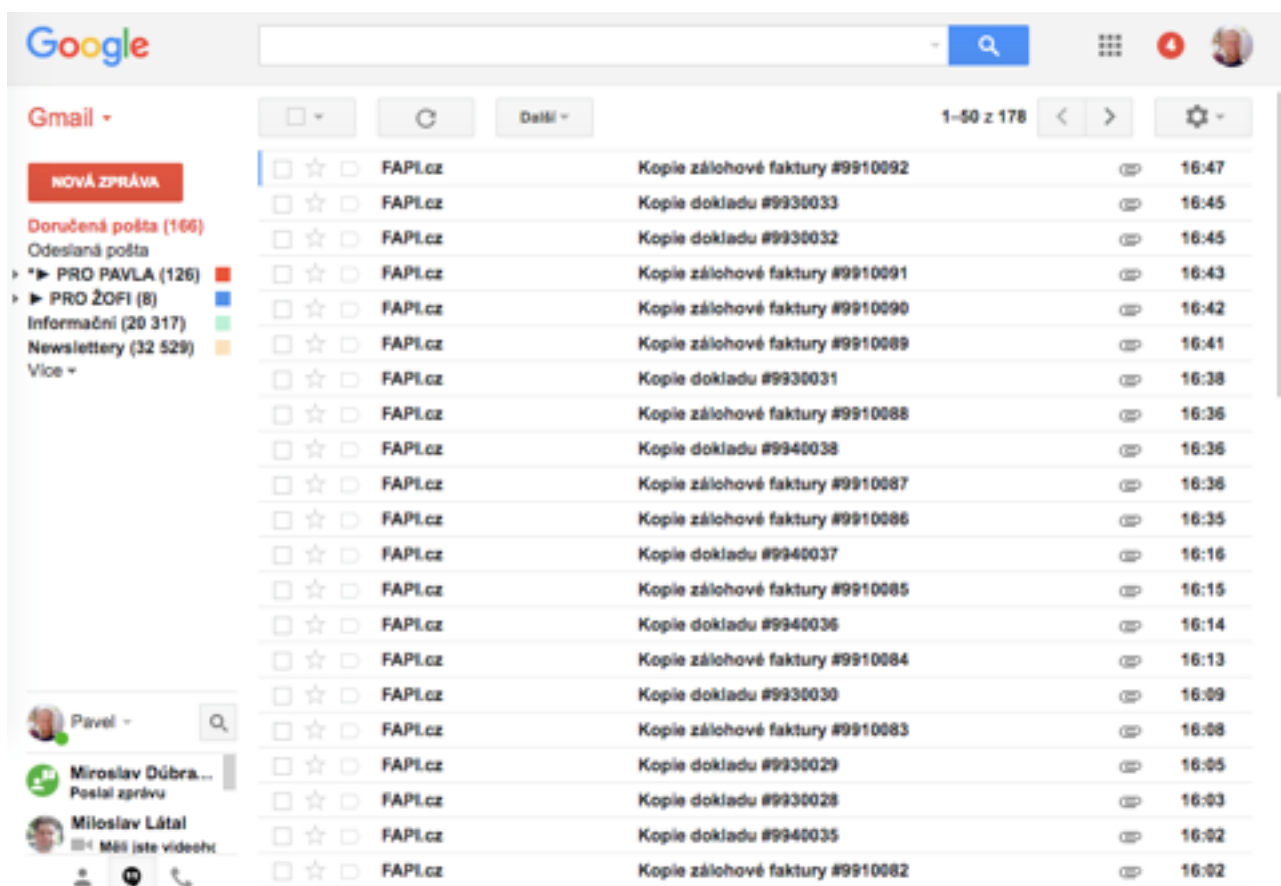 Google
4
Gmail
Další
1–50 z 178
NOVÁ ZPRÁVA
Doručená pošta (166)
Odeslaná pošta
*► PRO PAVLA (126)
► PRO ŽOFI (8)
Informační (20 317)
Newslettery (32 529)
Více
FAPI.cz Kopie zálohové faktury #9910092 16:47
FAPI.cz Kopie dokladu #9930033 16:45
FAPI.cz Kopie dokladu #9930032 16:45
FAPI.cz Kopie zálohové faktury #9910091 16:43
FAPI.cz Kopie zálohové faktury #9910090 16:42
FAPI.cz Kopie zálohové faktury #9910089 16:41
FAPI.cz Kopie dokladu #9930031 16:38
FAPI.cz Kopie zálohové faktury #9910088 16:36
FAPI.cz Kopie dokladu #9940038 16:36
FAPI.cz Kopie zálohové faktury #9910087 16:36
FAPI.cz Kopie zálohové faktury #9910086 16:35
FAPI.cz Kopie dokladu #9940037 16:16
FAPI.cz Kopie zálohové faktury #9910085 16:15
FAPI.cz Kopie dokladu #9940036 16:14
FAPI.cz Kopie zálohové faktury #9910084 16:13
FAPI.cz Kopie dokladu #9930030 16:09
FAPI.cz Kopie zálohové faktury #9910083 16:08
FAPI.cz Kopie dokladu #9930029 16:05
FAPI.cz Kopie dokladu #9930028 16:03
FAPI.cz Kopie dokladu #9940035 16:02
FAPI.cz Kopie zálohové faktury #9910082 16:02
Pavel
Miroslav Dúbra...
Poslal zprávu
Miloslav Látal
Měli jste videoho